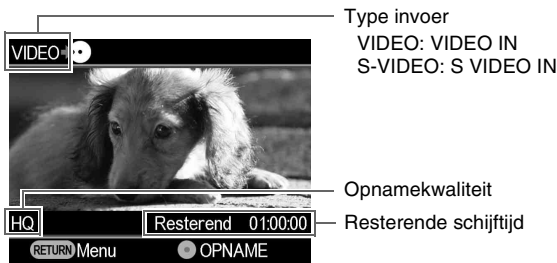 Type invoer
VIDEO: VIDEO IN
S-VIDEO: S VIDEO IN
VIDEO
Opnamekwaliteit
HQ
Resterend 01:00:00
Resterende schijftijd
RETURN Menu
OPNAME